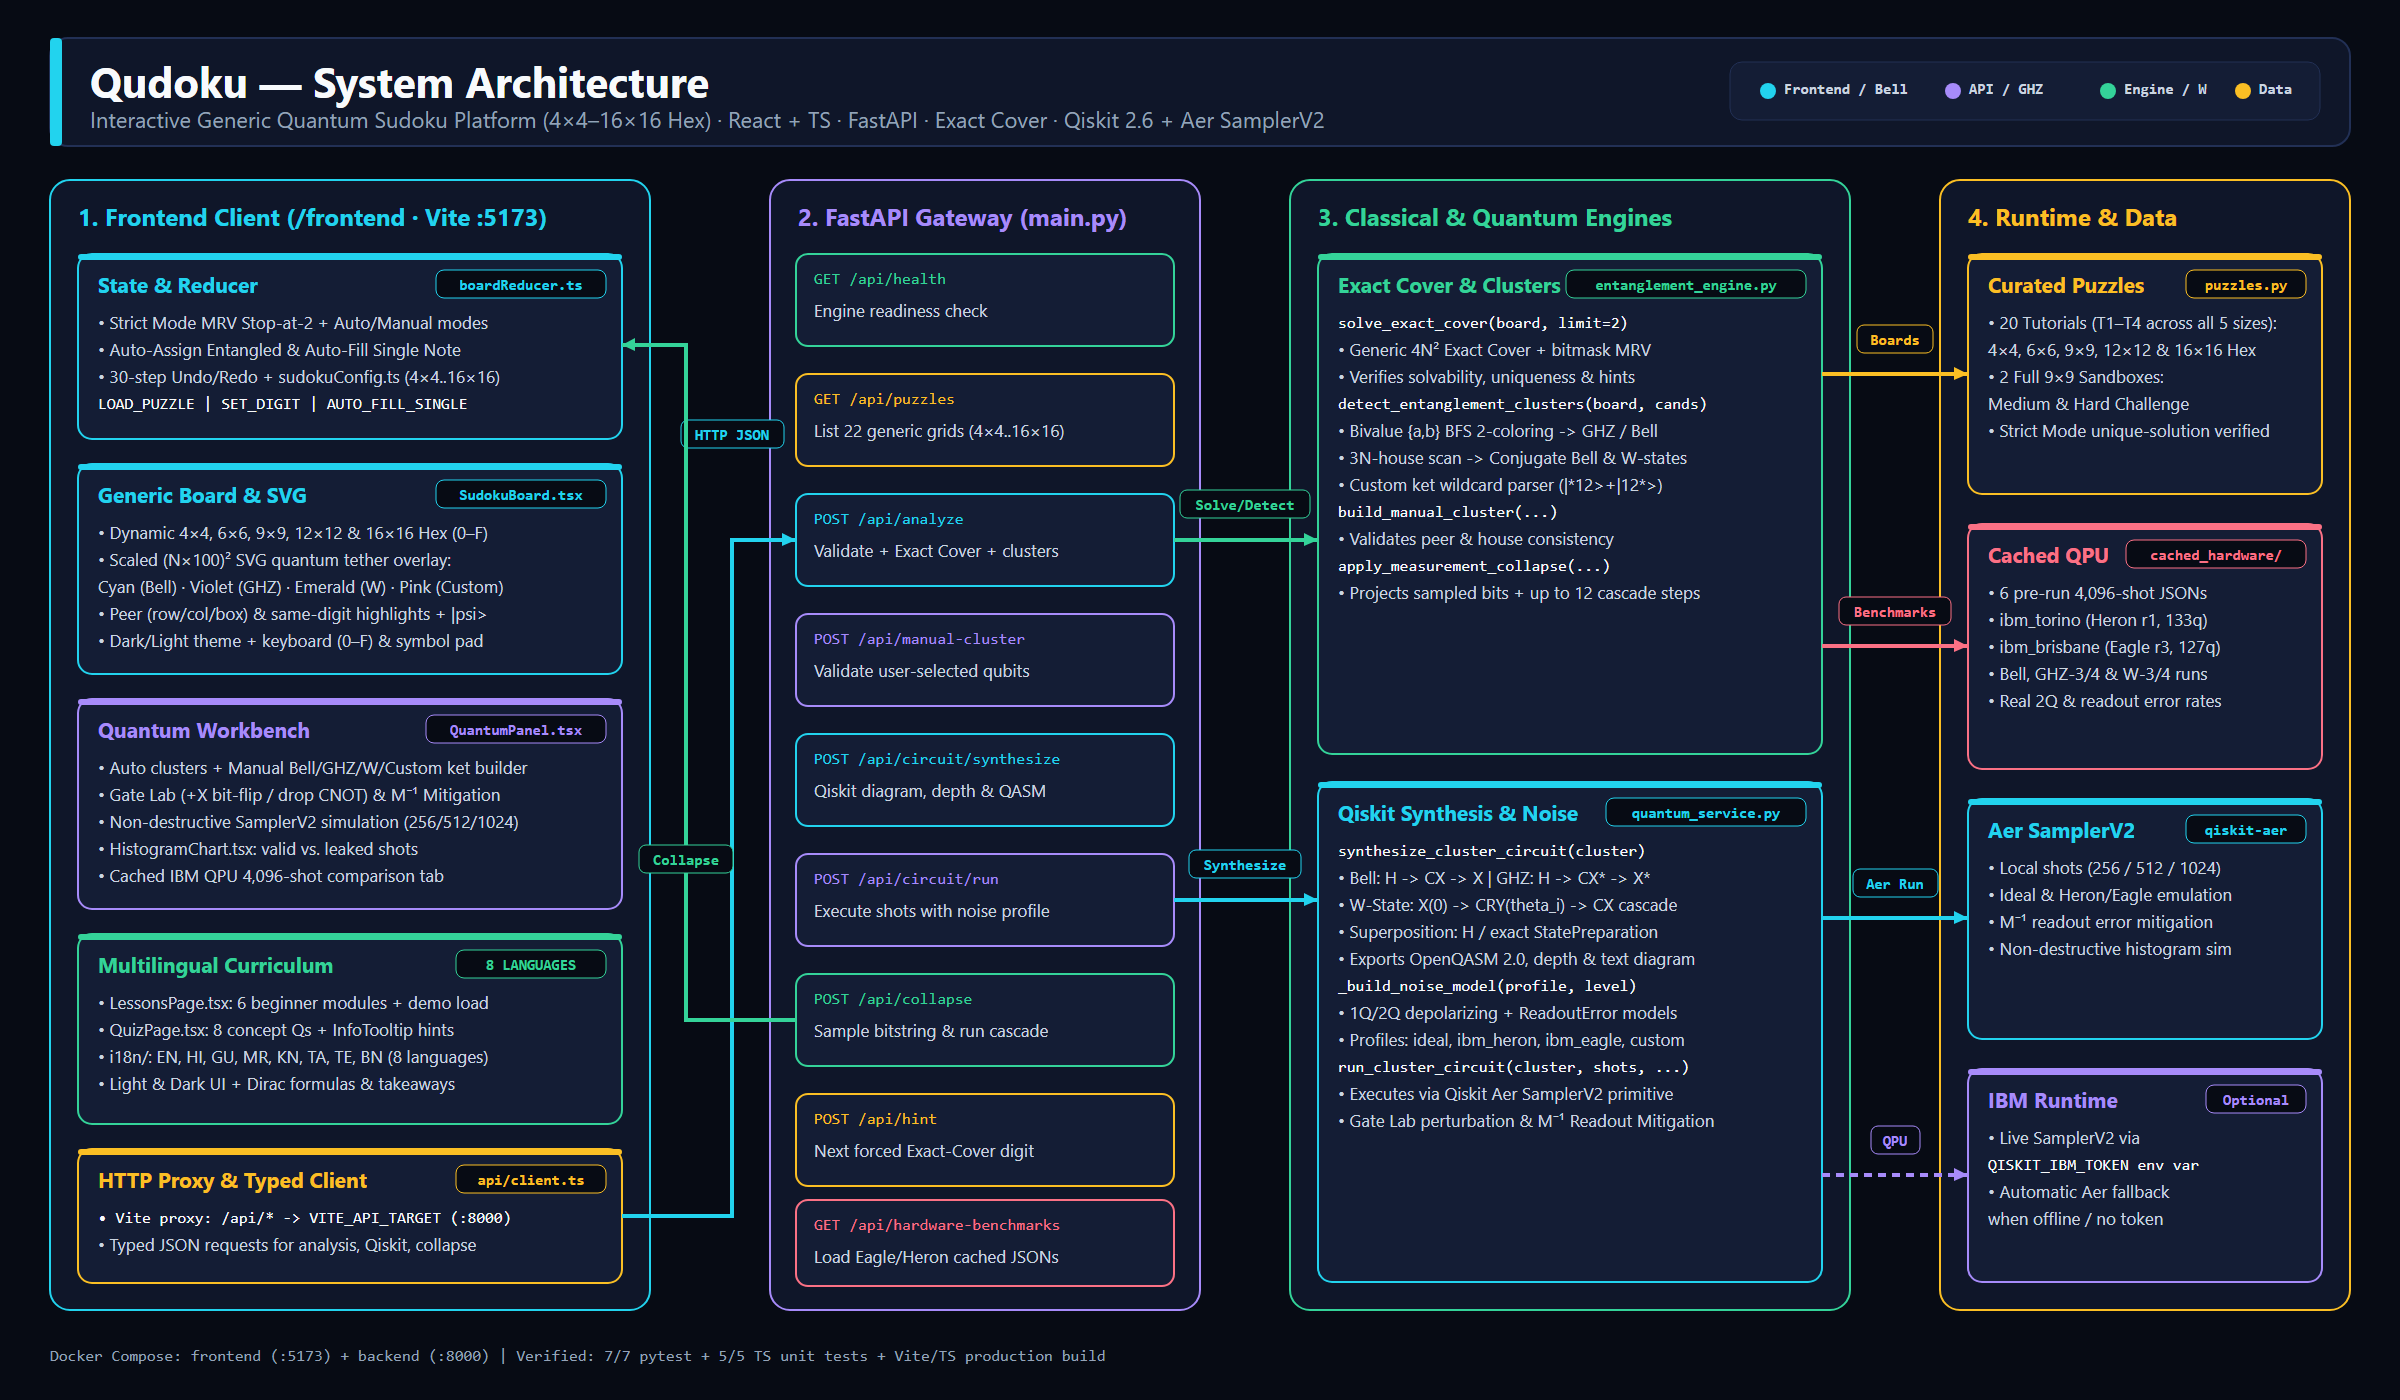 Qudoku — System Architecture
Interactive Generic Quantum Sudoku Platform (4×4–16×16 Hex) · React + TS · FastAPI · Exact Cover · Qiskit 2.6 + Aer SamplerV2
Frontend / Bell
API / GHZ
Engine / W
Data
1. Frontend Client (/frontend · Vite :5173)
State & Reducer
boardReducer.ts
• Strict Mode MRV Stop-at-2 + Auto/Manual modes
• Auto-Assign Entangled & Auto-Fill Single Note
• 30-step Undo/Redo + sudokuConfig.ts (4×4..16×16)
LOAD_PUZZLE | SET_DIGIT | AUTO_FILL_SINGLE
Generic Board & SVG
SudokuBoard.tsx
• Dynamic 4×4, 6×6, 9×9, 12×12 & 16×16 Hex (0–F)
• Scaled (N×100)² SVG quantum tether overlay:
Cyan (Bell) · Violet (GHZ) · Emerald (W) · Pink (Custom)
• Peer (row/col/box) & same-digit highlights + |psi>
• Dark/Light theme + keyboard (0–F) & symbol pad
Quantum Workbench
QuantumPanel.tsx
• Auto clusters + Manual Bell/GHZ/W/Custom ket builder
• Gate Lab (+X bit-flip / drop CNOT) & M⁻¹ Mitigation
• Non-destructive SamplerV2 simulation (256/512/1024)
• HistogramChart.tsx: valid vs. leaked shots
• Cached IBM QPU 4,096-shot comparison tab
Multilingual Curriculum
8 LANGUAGES
• LessonsPage.tsx: 6 beginner modules + demo load
• QuizPage.tsx: 8 concept Qs + InfoTooltip hints
• i18n/: EN, HI, GU, MR, KN, TA, TE, BN (8 languages)
• Light & Dark UI + Dirac formulas & takeaways
HTTP Proxy & Typed Client
api/client.ts
• Vite proxy: /api/* -> VITE_API_TARGET (:8000)
• Typed JSON requests for analysis, Qiskit, collapse
HTTP JSON
Collapse
2. FastAPI Gateway (main.py)
GET /api/health
Engine readiness check
GET /api/puzzles
List 22 generic grids (4×4..16×16)
POST /api/analyze
Validate + Exact Cover + clusters
POST /api/manual-cluster
Validate user-selected qubits
POST /api/circuit/synthesize
Qiskit diagram, depth & QASM
POST /api/circuit/run
Execute shots with noise profile
POST /api/collapse
Sample bitstring & run cascade
POST /api/hint
Next forced Exact-Cover digit
GET /api/hardware-benchmarks
Load Eagle/Heron cached JSONs
Solve/Detect
Synthesize
3. Classical & Quantum Engines
Exact Cover & Clusters
entanglement_engine.py
solve_exact_cover(board, limit=2)
• Generic 4N² Exact Cover + bitmask MRV
• Verifies solvability, uniqueness & hints
detect_entanglement_clusters(board, cands)
• Bivalue {a,b} BFS 2-coloring -> GHZ / Bell
• 3N-house scan -> Conjugate Bell & W-states
• Custom ket wildcard parser (|*12>+|12*>)
build_manual_cluster(...)
• Validates peer & house consistency
apply_measurement_collapse(...)
• Projects sampled bits + up to 12 cascade steps
Qiskit Synthesis & Noise
quantum_service.py
synthesize_cluster_circuit(cluster)
• Bell: H -> CX -> X | GHZ: H -> CX* -> X*
• W-State: X(0) -> CRY(theta_i) -> CX cascade
• Superposition: H / exact StatePreparation
• Exports OpenQASM 2.0, depth & text diagram
_build_noise_model(profile, level)
• 1Q/2Q depolarizing + ReadoutError models
• Profiles: ideal, ibm_heron, ibm_eagle, custom
run_cluster_circuit(cluster, shots, ...)
• Executes via Qiskit Aer SamplerV2 primitive
• Gate Lab perturbation & M⁻¹ Readout Mitigation
Boards
Benchmarks
Aer Run
QPU
4. Runtime & Data
Curated Puzzles
puzzles.py
• 20 Tutorials (T1–T4 across all 5 sizes):
4×4, 6×6, 9×9, 12×12 & 16×16 Hex
• 2 Full 9×9 Sandboxes:
Medium & Hard Challenge
• Strict Mode unique-solution verified
Cached QPU
cached_hardware/
• 6 pre-run 4,096-shot JSONs
• ibm_torino (Heron r1, 133q)
• ibm_brisbane (Eagle r3, 127q)
• Bell, GHZ-3/4 & W-3/4 runs
• Real 2Q & readout error rates
Aer SamplerV2
qiskit-aer
• Local shots (256 / 512 / 1024)
• Ideal & Heron/Eagle emulation
• M⁻¹ readout error mitigation
• Non-destructive histogram sim
IBM Runtime
Optional
• Live SamplerV2 via
QISKIT_IBM_TOKEN env var
• Automatic Aer fallback
when offline / no token
Docker Compose: frontend (:5173) + backend (:8000) | Verified: 7/7 pytest + 5/5 TS unit tests + Vite/TS production build